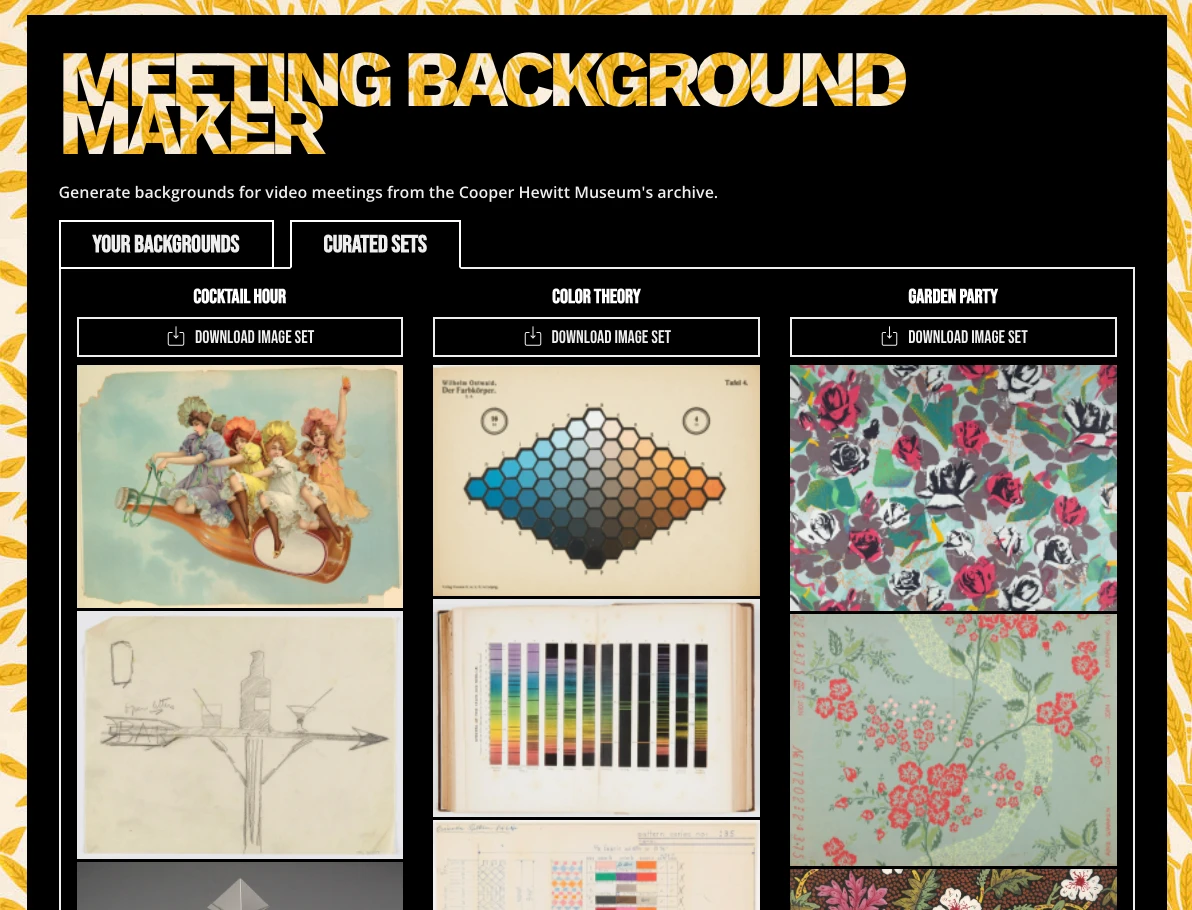 MEETING BACKGROUND
MAKER
Generate backgrounds for video meetings from the Cooper Hewitt Museum's archive.
YOUR BACKGROUNDS
CURATED SETS
COCKTAIL HOUR
COLOR THEORY
GARDEN PARTY
DOWNLOAD IMAGE SET
DOWNLOAD IMAGE SET
DOWNLOAD IMAGE SET
Wilhelm Ostwald.
Der Farbkörper.
Tafel 4.